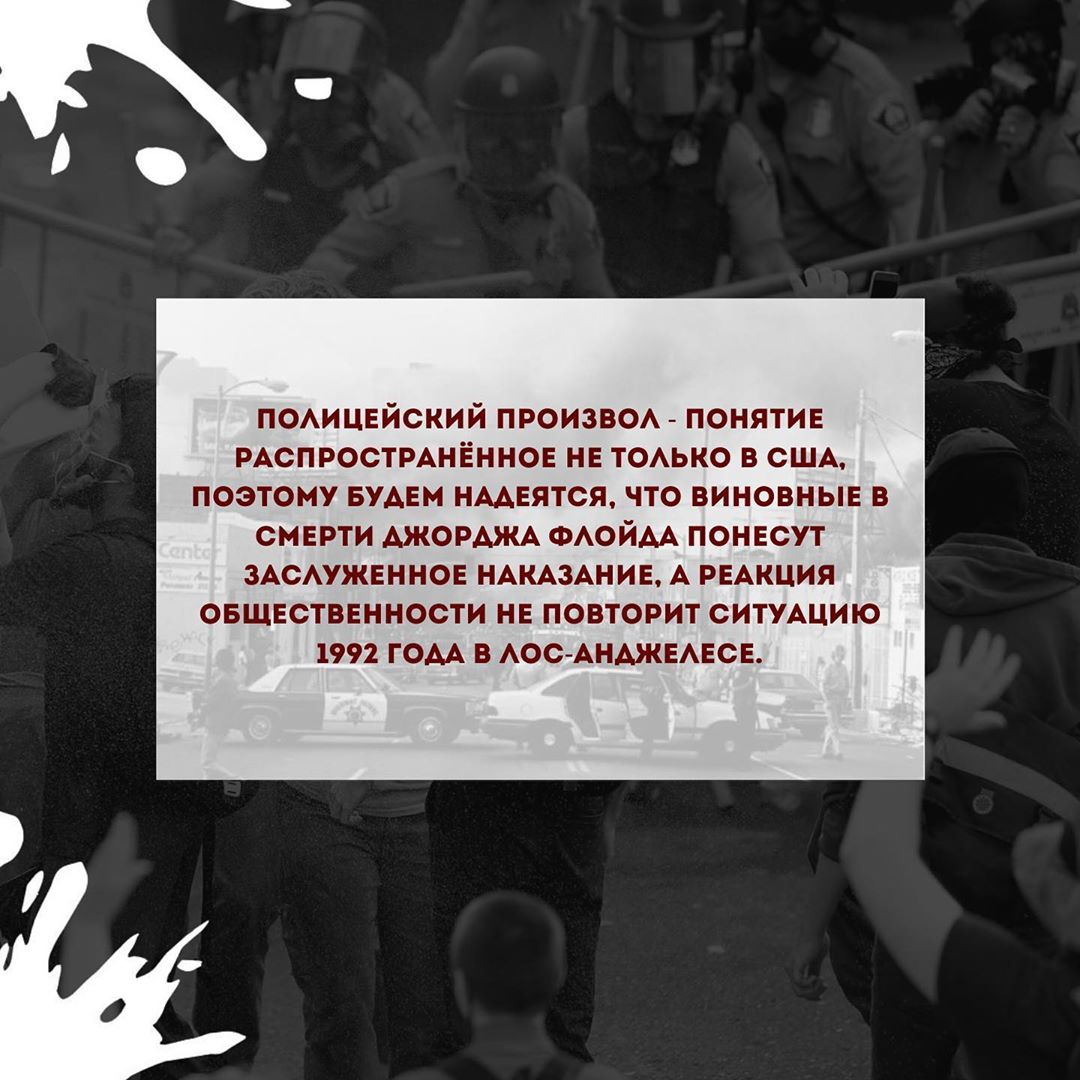 ПОЛИЦЕЙСКИЙ ПРОИЗВОЛ - ПОНЯТИЕ
РАСПРОСТРАНЁННОЕ НЕ ТОЛЬКО В США,
ПОЭТОМУ БУДЕМ НАДЕЯТСЯ, ЧТО ВИНОВНЫЕ В
СМЕРТИ ДЖОРДЖА ФЛОЙДА ПОНЕСУТ
ЗАСЛУЖЕННОЕ НАКАЗАНИЕ, А РЕАКЦИЯ
ОБЩЕСТВЕННОСТИ НЕ ПОВТОРИТ СИТУАЦИЮ
1992 ГОДА В ЛОС-АНДЖЕЛЕСЕ.
Center